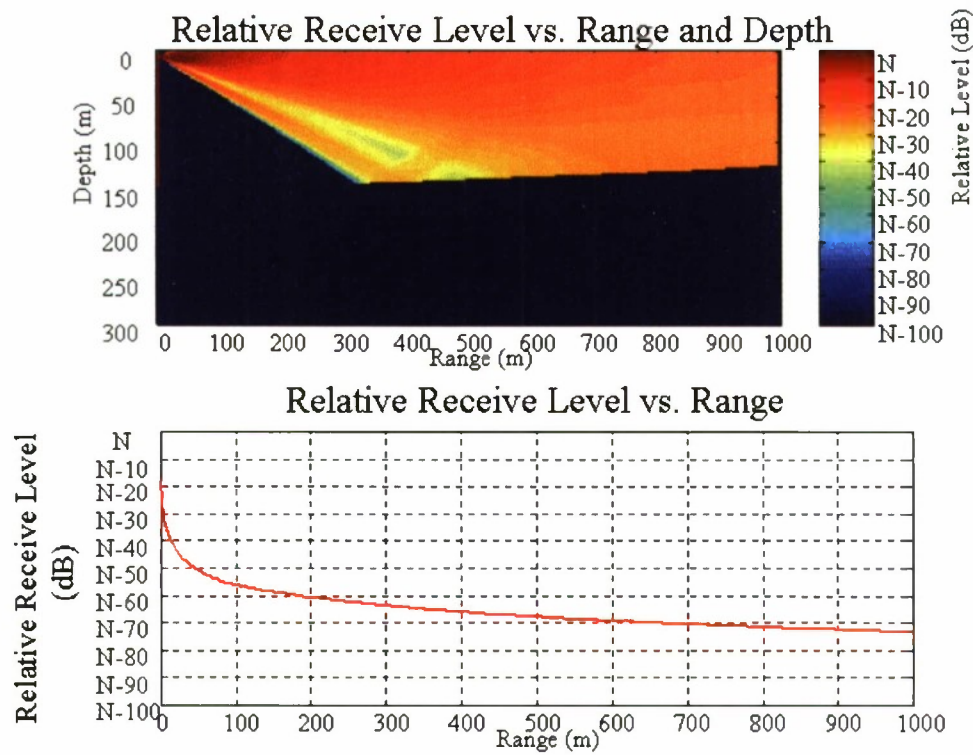 Relative Receive Level vs. Range and Depth
Depth (m)
0
50
100
150
200
250
300
0 100 200 300 400 500 600 700 800 900 1000
Range (m)
N
N-10
N-20
N-30
N-40
N-50
N-60
N-70
N-80
N-90
N-100
Relative Level (dB)
Relative Receive Level vs. Range
Relative Receive Level
(dB)
N
N-10
N-20
N-30
N-40
N-50
N-60
N-70
N-80
N-90
N-100
0 100 200 300 400 500 600 700 800 900 1000
Range (m)